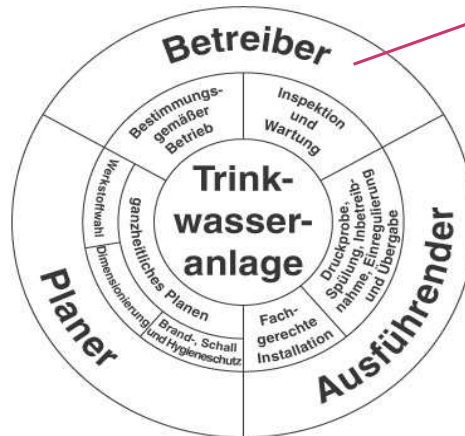 Betreiber
Bestimmungs-
gemäßer
Betrieb
Inspektion
und
Wartung
Trink-
wasser-
anlage
Werkstoffwahl
ganzheitliches Planen
Dimensionierung
Brand-, Schall
und Hygieneschutz
Fach-
gerechte
Installation
Druckprobe,
Spülung, Inbetreib-
nahme, Einregulierung
und Übergabe
Planer
Ausführender